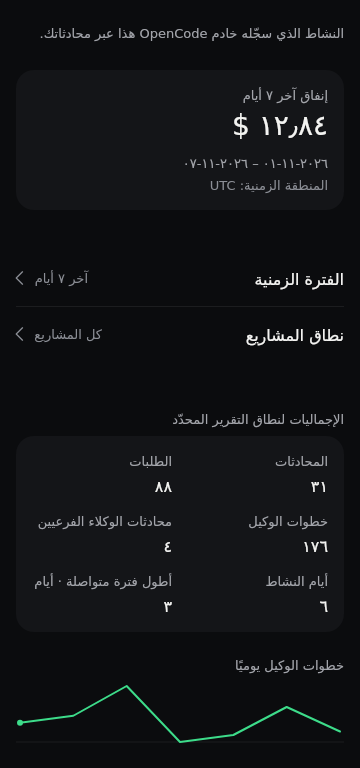 النشاط الذي سجّله خادم OpenCode هذا عبر محادثاتك.
إنفاق آخر ٧ أيام
١٢٫٨٤ $
٢٠٢٦-١١-٠١ – ٢٠٢٦-١١-٠٧
المنطقة الزمنية: UTC
الفترة الزمنية
آخر ٧ أيام
نطاق المشاريع
كل المشاريع
الإجماليات لنطاق التقرير المحدّد
المحادثات
الطلبات
٣١
٨٨
خطوات الوكيل
محادثات الوكلاء الفرعيين
١٧٦
٤
أيام النشاط
أطول فترة متواصلة · أيام
٦
٣
خطوات الوكيل يوميًا